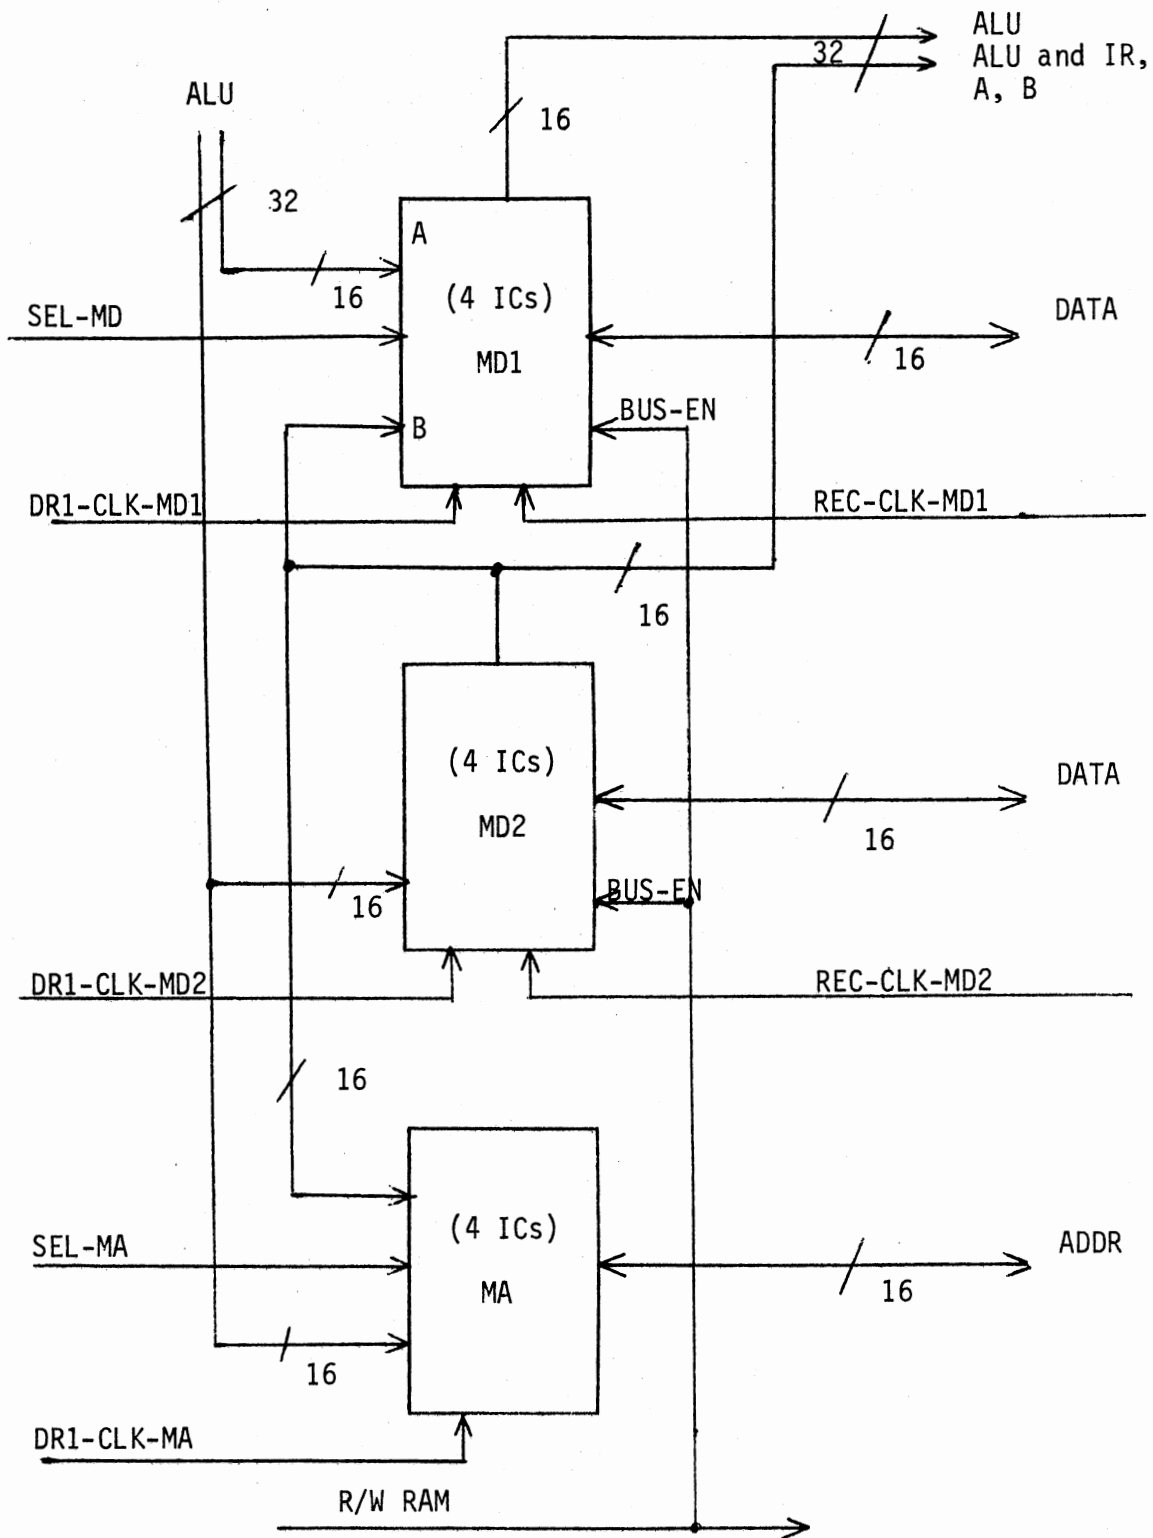 ALU
32
ALU and IR,
A, B
ALU
16
32
A
16
(4 ICs)
SEL-MD
DATA
MD1
16
B
BUS-EN
DR1-CLK-MD1
REC-CLK-MD1
16
(4 ICs)
DATA
MD2
16
16
BUS-EN
DR1-CLK-MD2
REC-CLK-MD2
16
(4 ICs)
SEL-MA
ADDR
MA
16
16
DR1-CLK-MA
R/W RAM